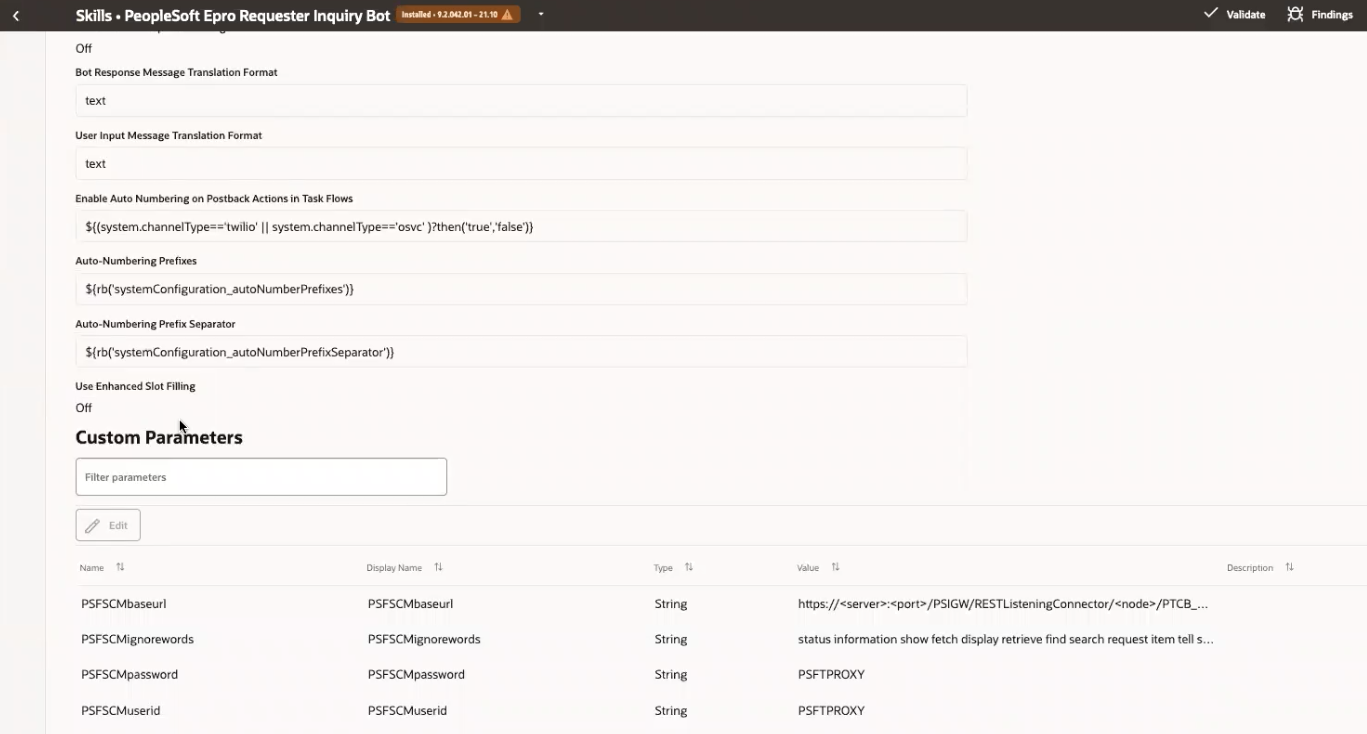 Skills • PeopleSoft Epro Requester Inquiry Bot Installed - 9.2.042.01 - 21.10 Validate Findings
Off
Bot Response Message Translation Format
text
User Input Message Translation Format
text
Enable Auto Numbering on Postback Actions in Task Flows
${(system.channelType=='twilio' || system.channelType=='osvc' )?then('true','false')}
Auto-Numbering Prefixes
${rb('systemConfiguration_autoNumberPrefixes')}
Auto-Numbering Prefix Separator
${rb('systemConfiguration_autoNumberPrefixSeparator')}
Use Enhanced Slot Filling
Off
Custom Parameters
Filter parameters
Edit
Name Display Name Type Value Description
PSFSCMbaseurl PSFSCMbaseurl String https://<server>:<port>/PSIGW/RESTListeningConnector/<node>/PTCB_...
PSFSCMignorewords PSFSCMignorewords String status information show fetch display retrieve find search request item tell s...
PSFSCMpassword PSFSCMpassword String PSFTPROXY
PSFSCMuserid PSFSCMuserid String PSFTPROXY